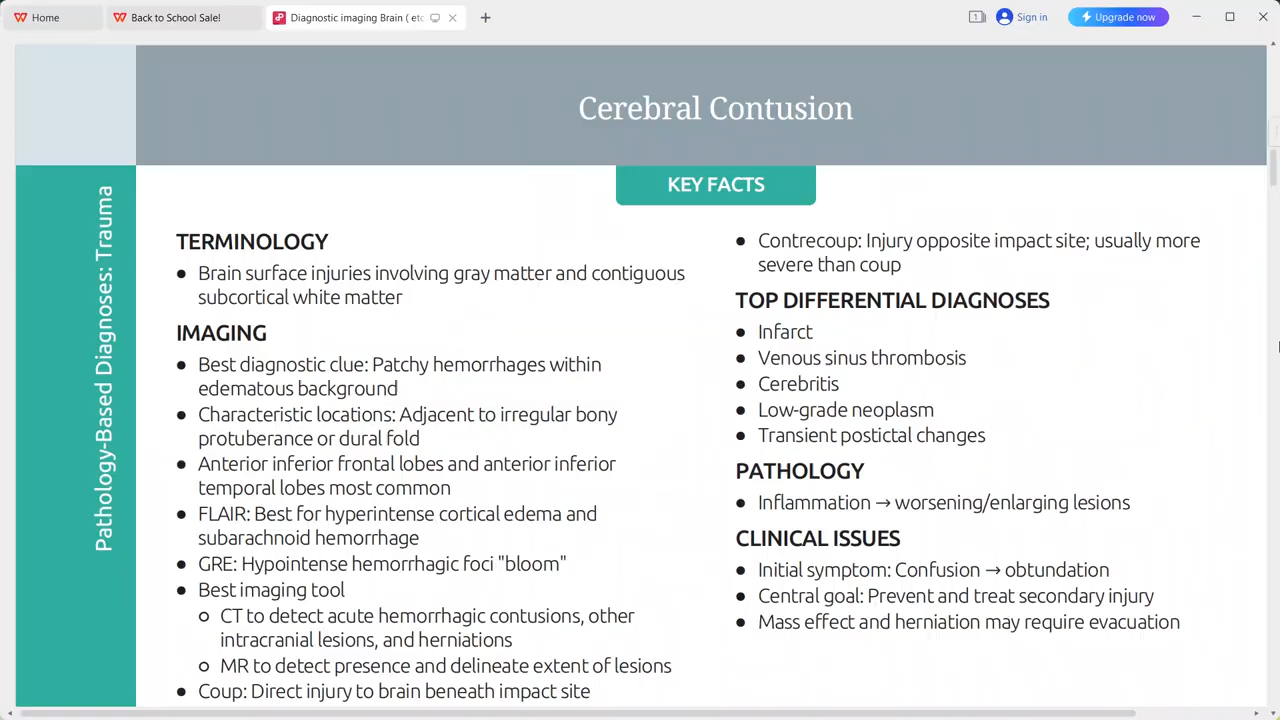 Home
Back to School Sale!
Diagnostic imaging Brain ( etc
1
Sign in
Upgrade now
Cerebral Contusion
Pathology-Based Diagnoses: Trauma
KEY FACTS
TERMINOLOGY
• Brain surface injuries involving gray matter and contiguous
subcortical white matter
IMAGING
• Best diagnostic clue: Patchy hemorrhages within
edematous background
• Characteristic locations: Adjacent to irregular bony
protuberance or dural fold
• Anterior inferior frontal lobes and anterior inferior
temporal lobes most common
• FLAIR: Best for hyperintense cortical edema and
subarachnoid hemorrhage
• GRE: Hypointense hemorrhagic foci "bloom"
• Best imaging tool
○ CT to detect acute hemorrhagic contusions, other
intracranial lesions, and herniations
○ MR to detect presence and delineate extent of lesions
• Coup: Direct injury to brain beneath impact site
• Contrecoup: Injury opposite impact site; usually more
severe than coup
TOP DIFFERENTIAL DIAGNOSES
• Infarct
• Venous sinus thrombosis
• Cerebritis
• Low-grade neoplasm
• Transient postictal changes
PATHOLOGY
• Inflammation → worsening/enlarging lesions
CLINICAL ISSUES
• Initial symptom: Confusion → obtundation
• Central goal: Prevent and treat secondary injury
• Mass effect and herniation may require evacuation